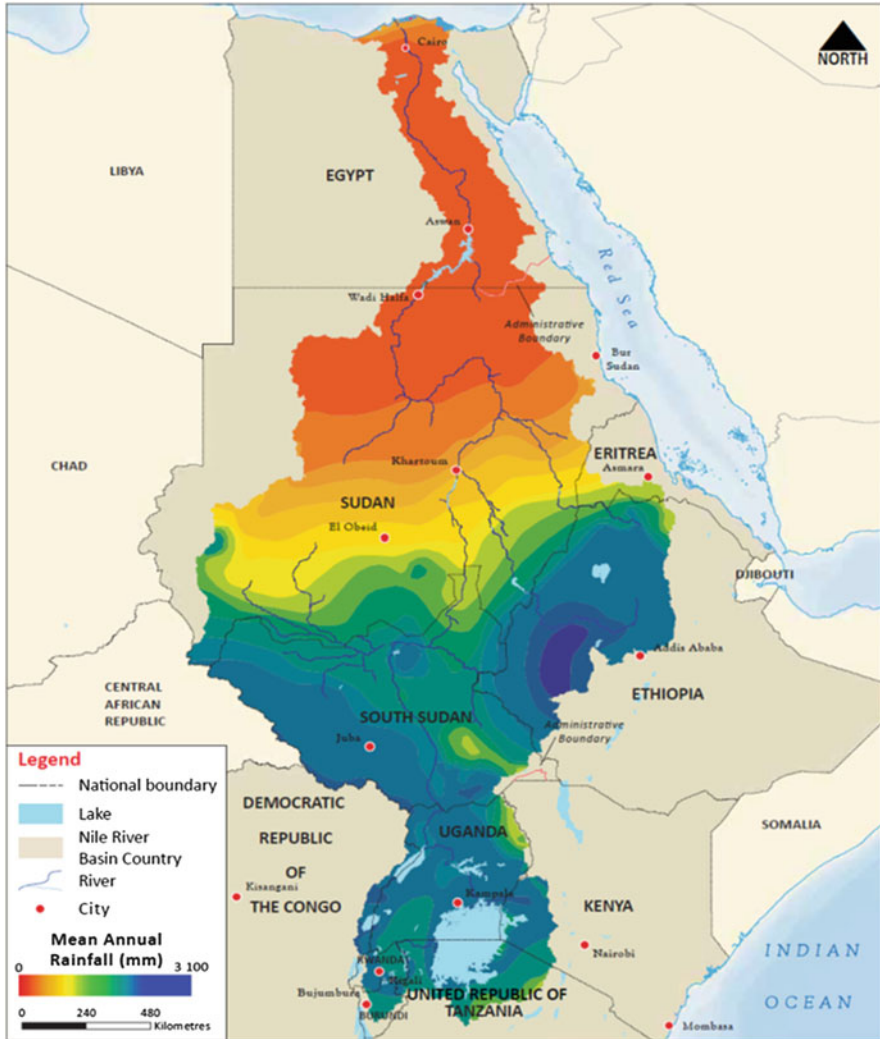 NORTH
Cairo
LIBYA
EGYPT
Aswan
Red Sea
Wadi Halfa
Administrative
Boundary
Bur
Sudan
CHAD
Khartoum
ERITREA
Asmara
SUDAN
El Obeid
DJIBOUTI
Addis Ababa
CENTRAL
AFRICAN
REPUBLIC
ETHIOPIA
SOUTH SUDAN
Administrative
Boundary
Juba
DEMOCRATIC
REPUBLIC
OF
THE CONGO
UGANDA
SOMALIA
Kisangani
Kampala
KENYA
Nairobi
RWANDA
Kigali
Bujumbura
BURUNDI
UNITED REPUBLIC OF
TANZANIA
INDIAN
OCEAN
Mombasa
Legend
National boundary
Lake
Nile River
Basin Country
River
City
Mean Annual
Rainfall (mm)
0 3 100
0 240 480
Kilometres